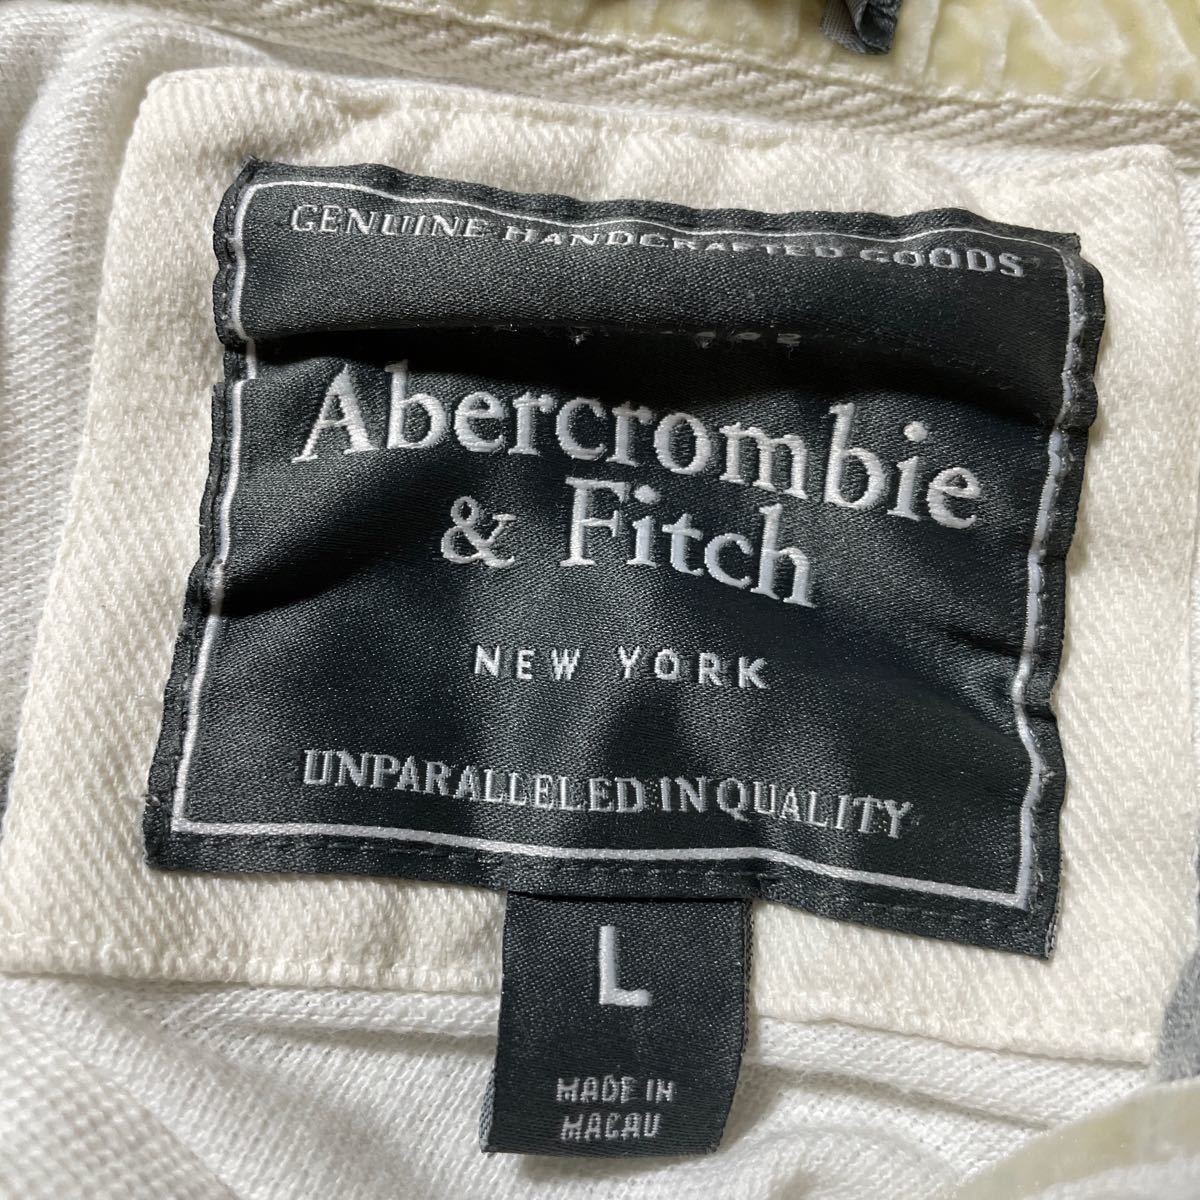 GENUINE HANDCRAFTED GOODS
Abercrombie
& Fitch
NEW YORK
UNPARALLELED IN QUALITY
L
MADE IN
MACAU